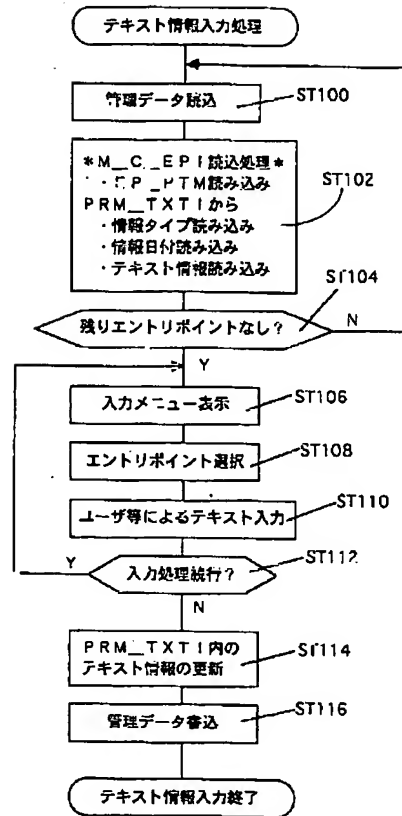 テキスト情報入力処理
管理データ読込
ST100
*M_C_EPI読込処理*
・EP_PTM読み込み
PRM_TXTIから
・情報タイプ読み込み
・情報日付読み込み
・テキスト情報読み込み
ST102
ST104
残りエントリポイントなし?
N
Y
入力メニュー表示
ST106
エントリポイント選択
ST108
ユーザ等によるテキスト入力
ST110
Y
入力処理続行?
ST112
N
PRM_TXTI内の
テキスト情報の更新
ST114
管理データ書込
ST116
テキスト情報入力終了